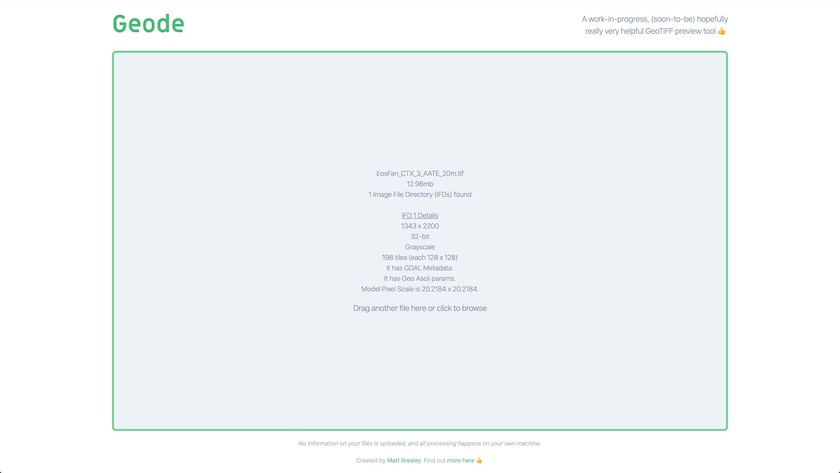 Geode
A work-in-progress, (soon-to-be) hopefully
really very helpful GeoTIFF preview tool 👍
EosFan_CTX_3_AATE_20m.tif
12.98mb
1 Image File Directory (IFDs) found
IFD 1 Details
1343 x 2200
32-bit
Grayscale
198 tiles (each 128 x 128)
It has GDAL Metadata.
It has Geo Ascii params.
Model Pixel Scale is 20.2184 x 20.2184.
Drag another file here or click to browse
No information on your files is uploaded, and all processing happens on your own machine.
Created by Matt Brealey. Find out more here 👍